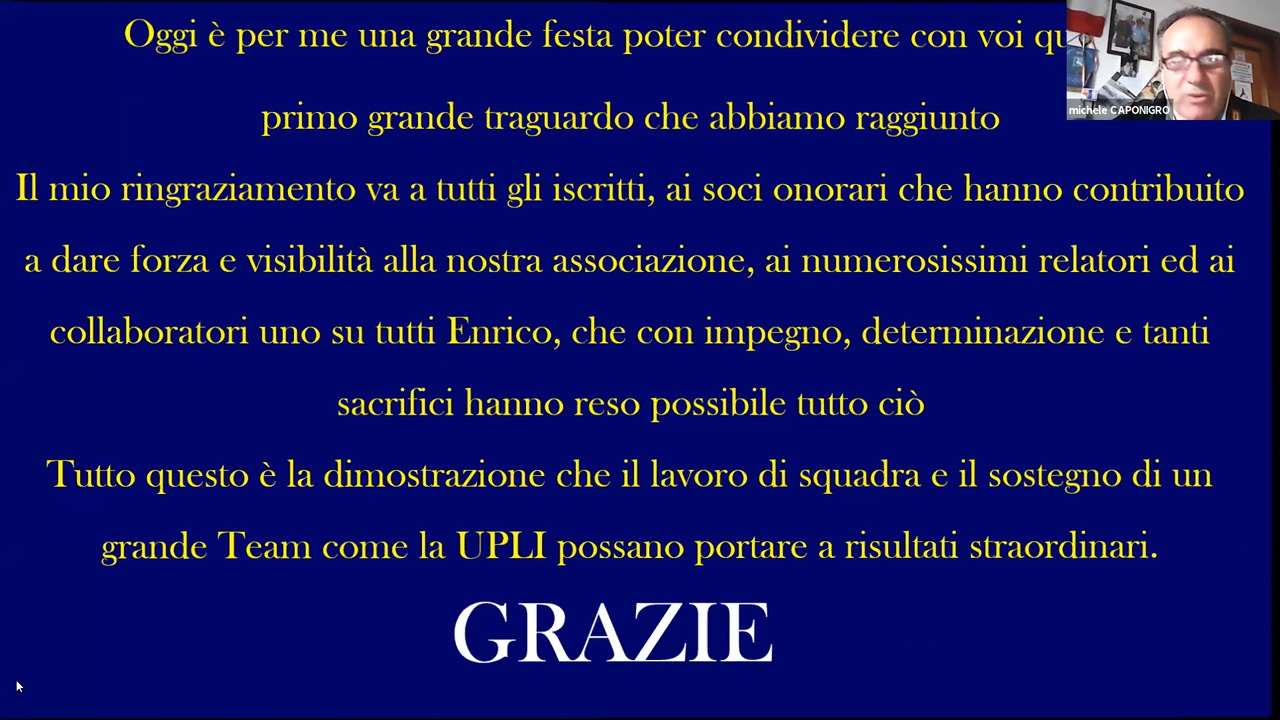 Oggi è per me una grande festa poter condividere con voi
primo grande traguardo che abbiamo raggiunto
Il mio ringraziamento va a tutti gli iscritti, ai soci onorari che hanno contribuito
a dare forza e visibilità alla nostra associazione, ai numerosissimi relatori ed ai
collaboratori uno su tutti Enrico, che con impegno, determinazione e tanti
sacrifici hanno reso possibile tutto ciò
Tutto questo è la dimostrazione che il lavoro di squadra e il sostegno di un
grande Team come la UPLI possano portare a risultati straordinari.
GRAZIE
michele CAPONIGRO